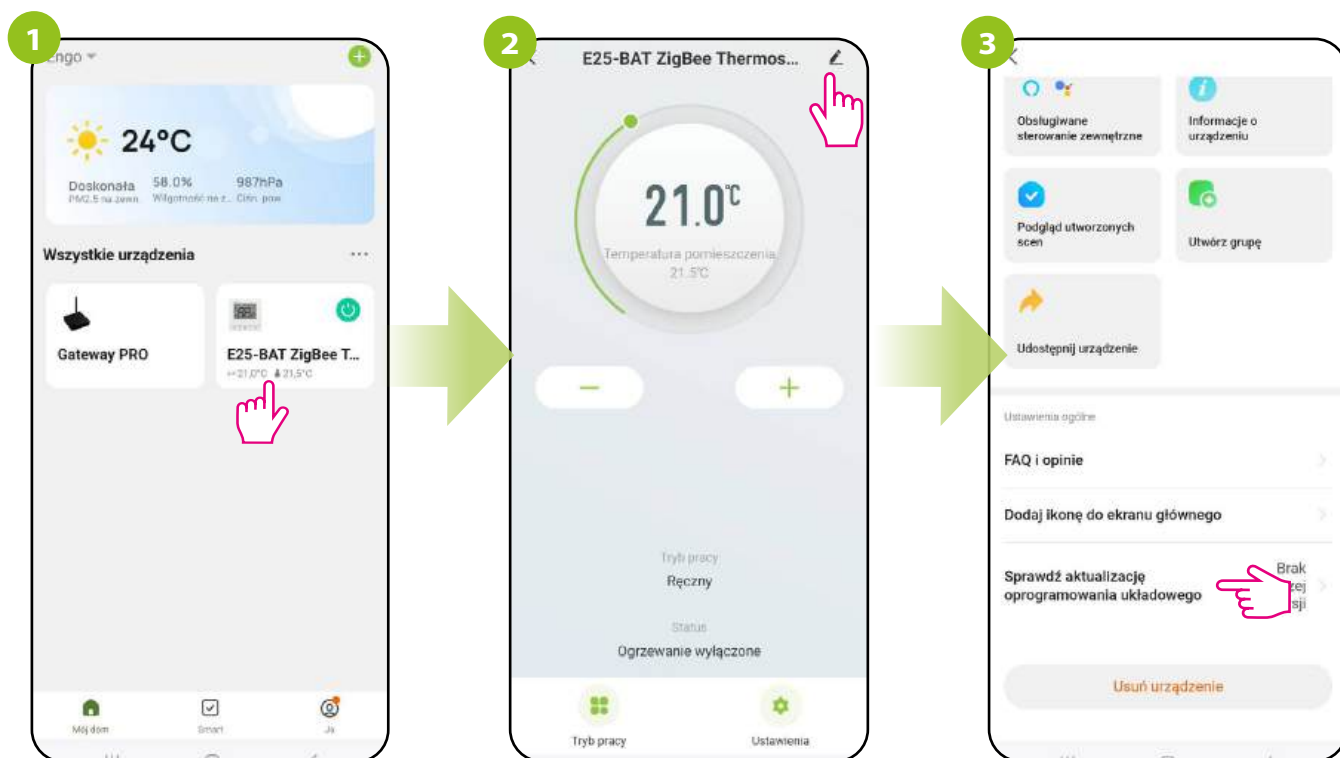 1
Engo
24°C
Doskonała 58.0% 987hPa
PM2.5 na zewn. Wilgotność na z... Ciśn. pow.
Wszystkie urządzenia ...
Gateway PRO E25-BAT ZigBee T...
21,0°C 21,5°C
Mój dom Smart Ja
2
E25-BAT ZigBee Thermos...
21.0°C
Temperatura pomieszczenia
21.5°C
− +
Tryb pracy
Ręczny
Status
Ogrzewanie wyłączone
Tryb pracy Ustawienia
3
Obsługiwane Informacje o
sterowanie zewnętrzne urządzeniu
Podgląd utworzonych
scen Utwórz grupę
Udostępnij urządzenie
Ustawienia ogólne
FAQ i opinie
Dodaj ikonę do ekranu głównego
Sprawdź aktualizację Brak
oprogramowania układowego
Usuń urządzenie